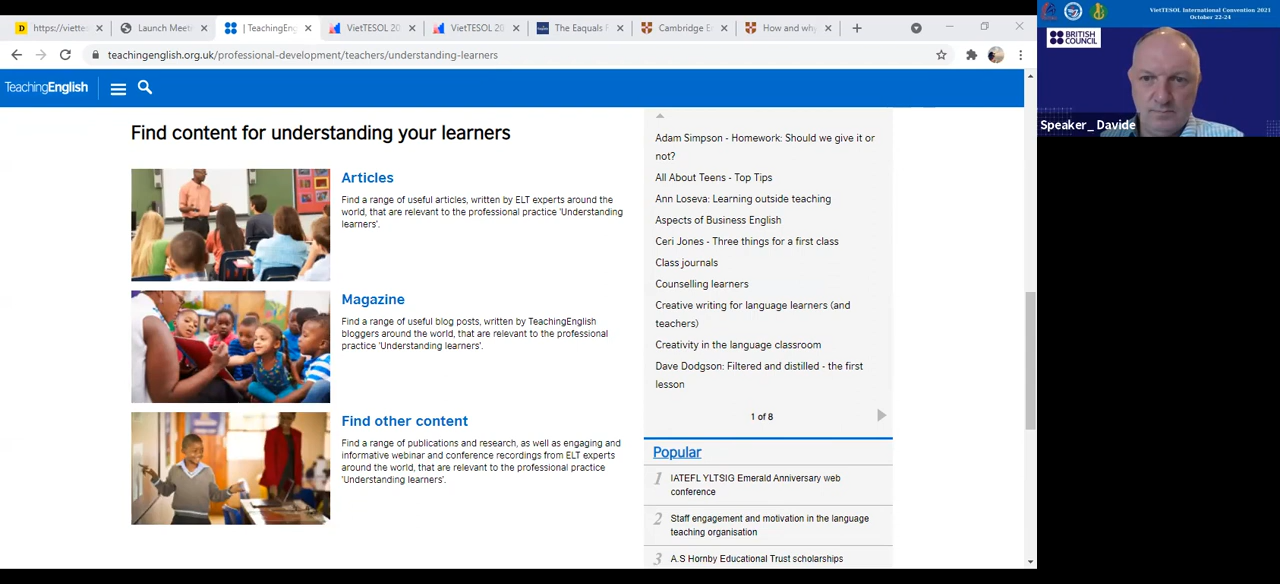 https://viette
Launch Meet
| TeachingEn
VietTESOL 20
VietTESOL 20
The Eaquals F
Cambridge E
How and why
teachingenglish.org.uk/professional-development/teachers/understanding-learners
TeachingEnglish
Find content for understanding your learners
Articles
Find a range of useful articles, written by ELT experts around the
world, that are relevant to the professional practice 'Understanding
learners'.
Magazine
Find a range of useful blog posts, written by TeachingEnglish
bloggers around the world, that are relevant to the professional
practice 'Understanding learners'.
Find other content
Find a range of publications and research, as well as engaging and
informative webinar and conference recordings from ELT experts
around the world, that are relevant to the professional practice
'Understanding learners'.
Adam Simpson - Homework: Should we give it or
not?
All About Teens - Top Tips
Ann Loseva: Learning outside teaching
Aspects of Business English
Ceri Jones - Three things for a first class
Class journals
Counselling learners
Creative writing for language learners (and
teachers)
Creativity in the language classroom
Dave Dodgson: Filtered and distilled - the first
lesson
1 of 8
Popular
1 IATEFL YLTSIG Emerald Anniversary web
conference
2 Staff engagement and motivation in the language
teaching organisation
3 A.S Hornby Educational Trust scholarships
VietTESOL International Convention 2021
October 22-24
BRITISH
COUNCIL
Speaker_ Davide